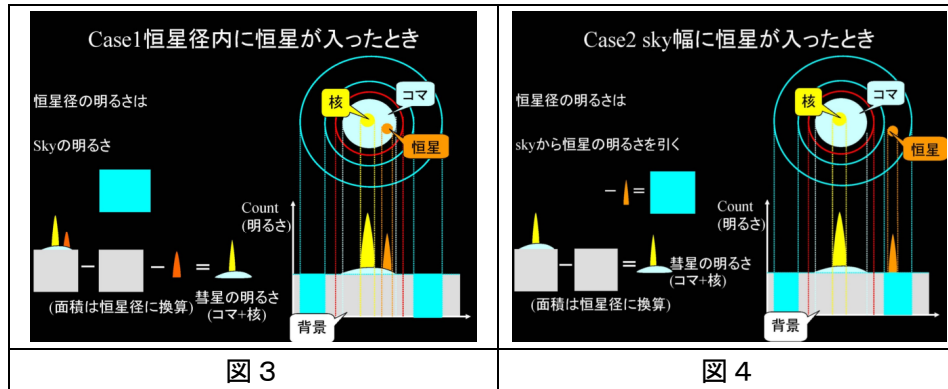 Case1恒星径内に恒星が入ったとき
恒星径の明るさは
Skyの明るさ
核
コマ
恒星
Count
(明るさ)
－
－
＝
(面積は恒星径に換算)
彗星の明るさ
(コマ+核)
背景
図３
Case2 sky幅に恒星が入ったとき
恒星径の明るさは
skyから恒星の明るさを引く
核
コマ
恒星
－
＝
Count
(明るさ)
－
＝
彗星の明るさ
(コマ+核)
(面積は恒星径に換算)
背景
図４